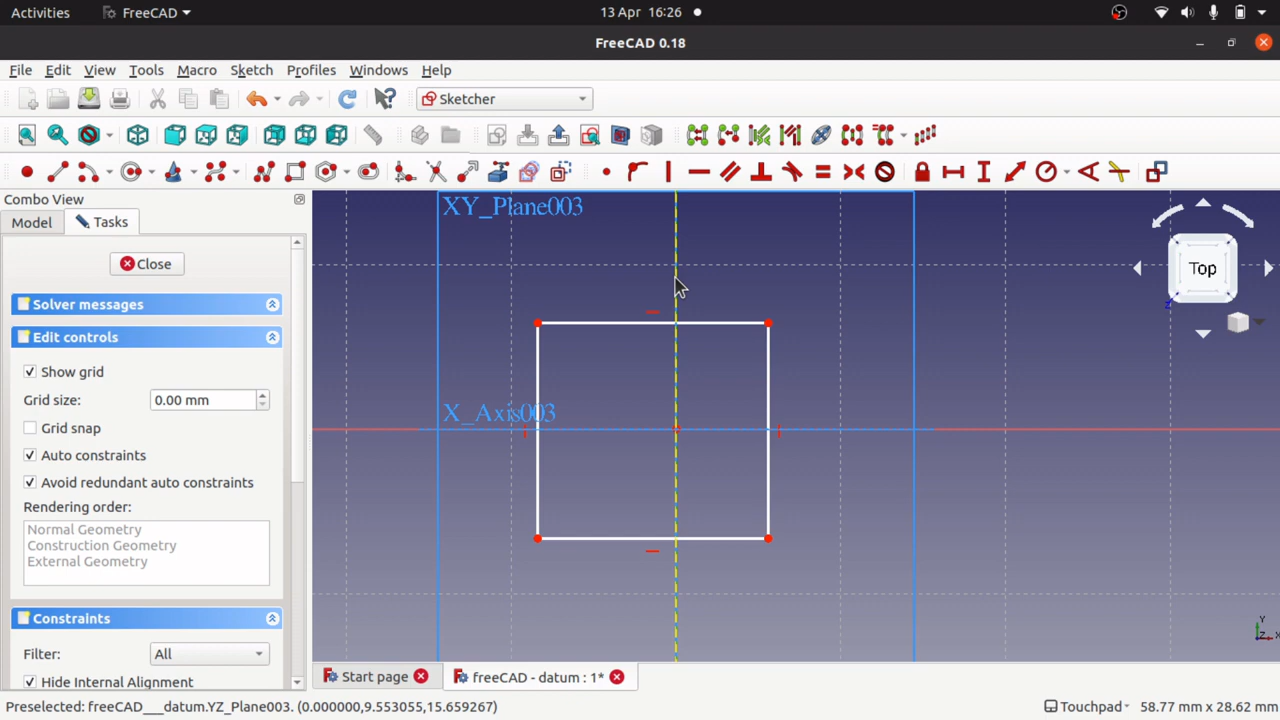 Activities
FreeCAD
13 Apr 16:26
FreeCAD 0.18
File Edit View Tools Macro Sketch Profiles Windows Help
Sketcher
Combo View
Model Tasks
Close
Solver messages
Edit controls
Show grid
Grid size: 0.00 mm
Grid snap
Auto constraints
Avoid redundant auto constraints
Rendering order:
Normal Geometry
Construction Geometry
External Geometry
Constraints
Filter: All
Hide Internal Alignment
XY_Plane003
X_Axis003
Top
Z
Y
Z X
Start page
freeCAD - datum : 1*
Preselected: freeCAD___datum.YZ_Plane003. (0.000000,9.553055,15.659267)
Touchpad
58.77 mm x 28.62 mm